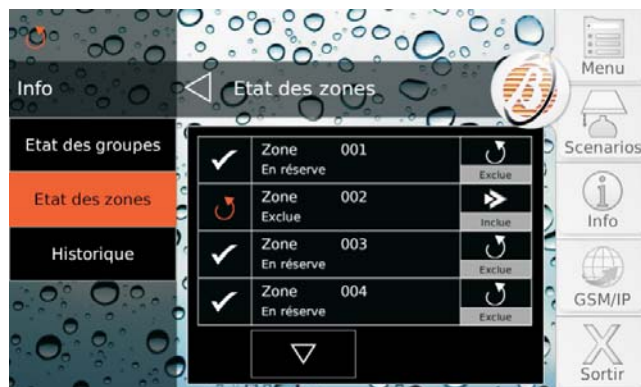 Info
Etat des zones
Etat des groupes
Etat des zones
Historique
Zone 001
En réserve
Exclue
Zone 002
Exclue
Inclue
Zone 003
En réserve
Exclue
Zone 004
En réserve
Exclue
Menu
Scenarios
Info
GSM/IP
Sortir